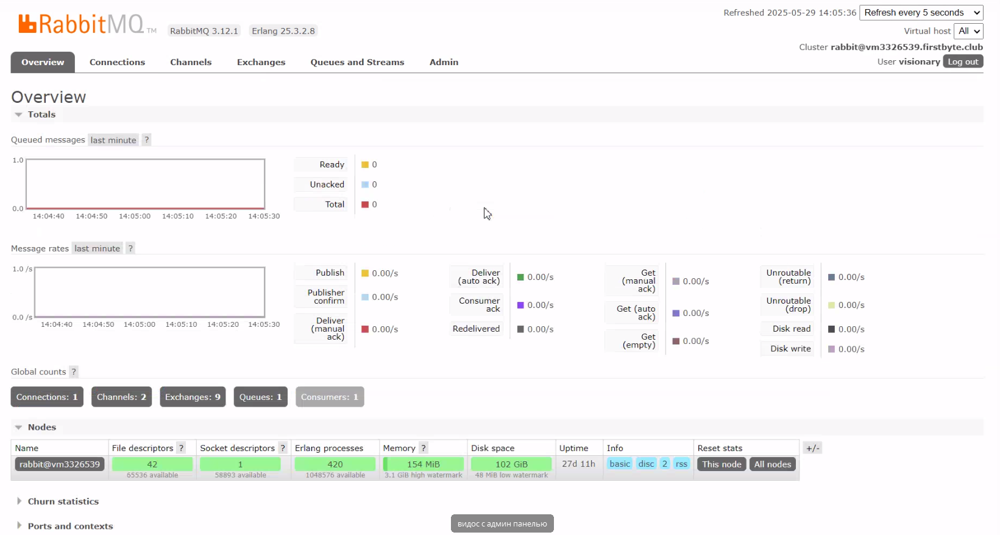 RabbitMQ TM
RabbitMQ 3.12.1 Erlang 25.3.2.8
Refreshed 2025-05-29 14:05:36 Refresh every 5 seconds
Virtual host All
Cluster rabbit@vm3326539.firstbyte.club
User visionary Log out
Overview Connections Channels Exchanges Queues and Streams Admin
Overview
Totals
Queued messages last minute ?
1.0
0.0
14:04:40 14:04:50 14:05:00 14:05:10 14:05:20 14:05:30
Ready 0
Unacked 0
Total 0
Message rates last minute ?
1.0 /s
0.0 /s
14:04:40 14:04:50 14:05:00 14:05:10 14:05:20 14:05:30
Publish 0.00/s
Publisher
confirm 0.00/s
Deliver
(manual
ack) 0.00/s
Deliver
(auto ack) 0.00/s
Consumer
ack 0.00/s
Redelivered 0.00/s
Get
(manual
ack) 0.00/s
Get (auto
ack) 0.00/s
Get
(empty) 0.00/s
Unroutable
(return) 0.00/s
Unroutable
(drop) 0.00/s
Disk read 0.00/s
Disk write 0.00/s
Global counts ?
Connections: 1 Channels: 2 Exchanges: 9 Queues: 1 Consumers: 1
Nodes
Name File descriptors ? Socket descriptors ? Erlang processes Memory ? Disk space Uptime Info Reset stats +/-
rabbit@vm3326539 42 1 420 154 MiB 102 GiB 27d 11h basic disc 2 rss This node All nodes
65536 available 58893 available 1048576 available 3.1 GiB high watermark 48 MiB low watermark
Churn statistics
Ports and contexts
видос с админ панелью